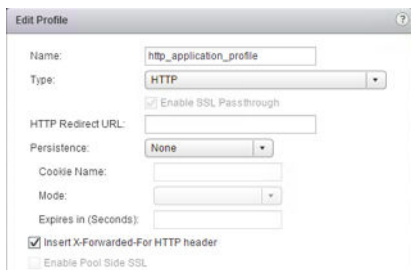 Edit Profile ?
Name: http_application_profile
Type: HTTP
Enable SSL Passthrough
HTTP Redirect URL:
Persistence: None
Cookie Name:
Mode:
Expires in (Seconds):
Insert X-Forwarded-For HTTP header
Enable Pool Side SSL